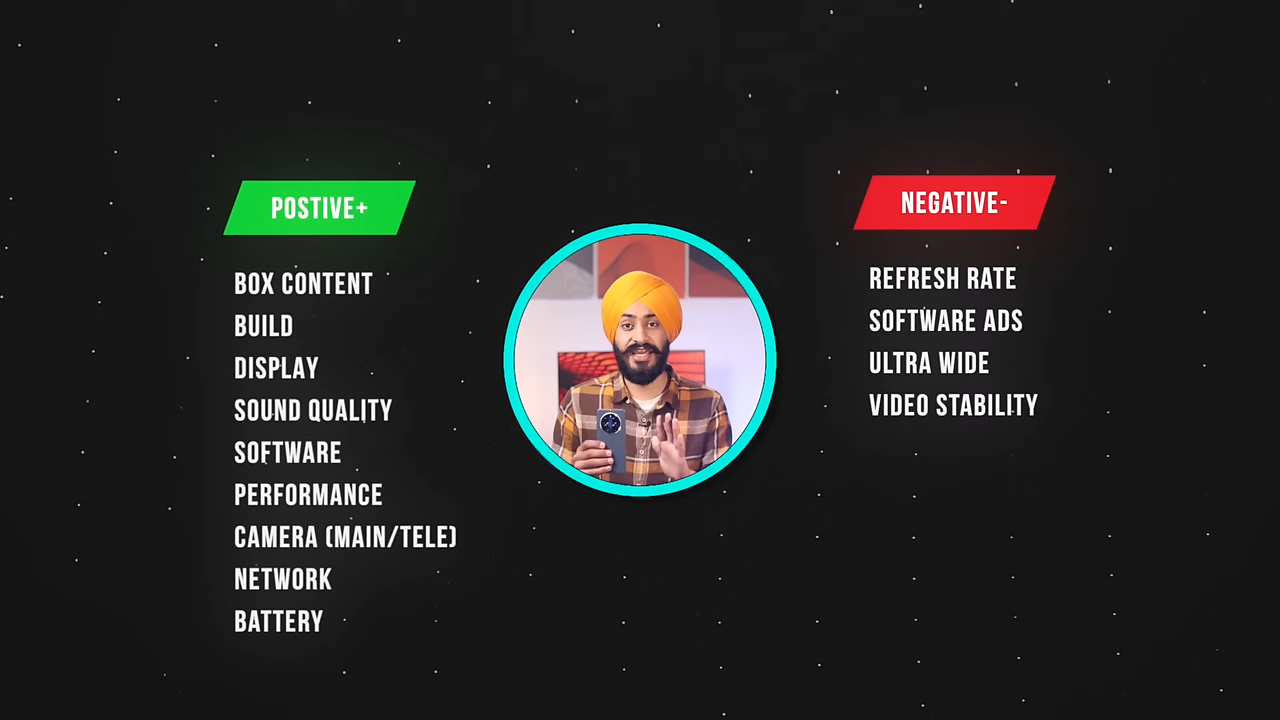 POSTIVE+
BOX CONTENT
BUILD
DISPLAY
SOUND QUALITY
SOFTWARE
PERFORMANCE
CAMERA (MAIN/TELE)
NETWORK
BATTERY
NEGATIVE-
REFRESH RATE
SOFTWARE ADS
ULTRA WIDE
VIDEO STABILITY